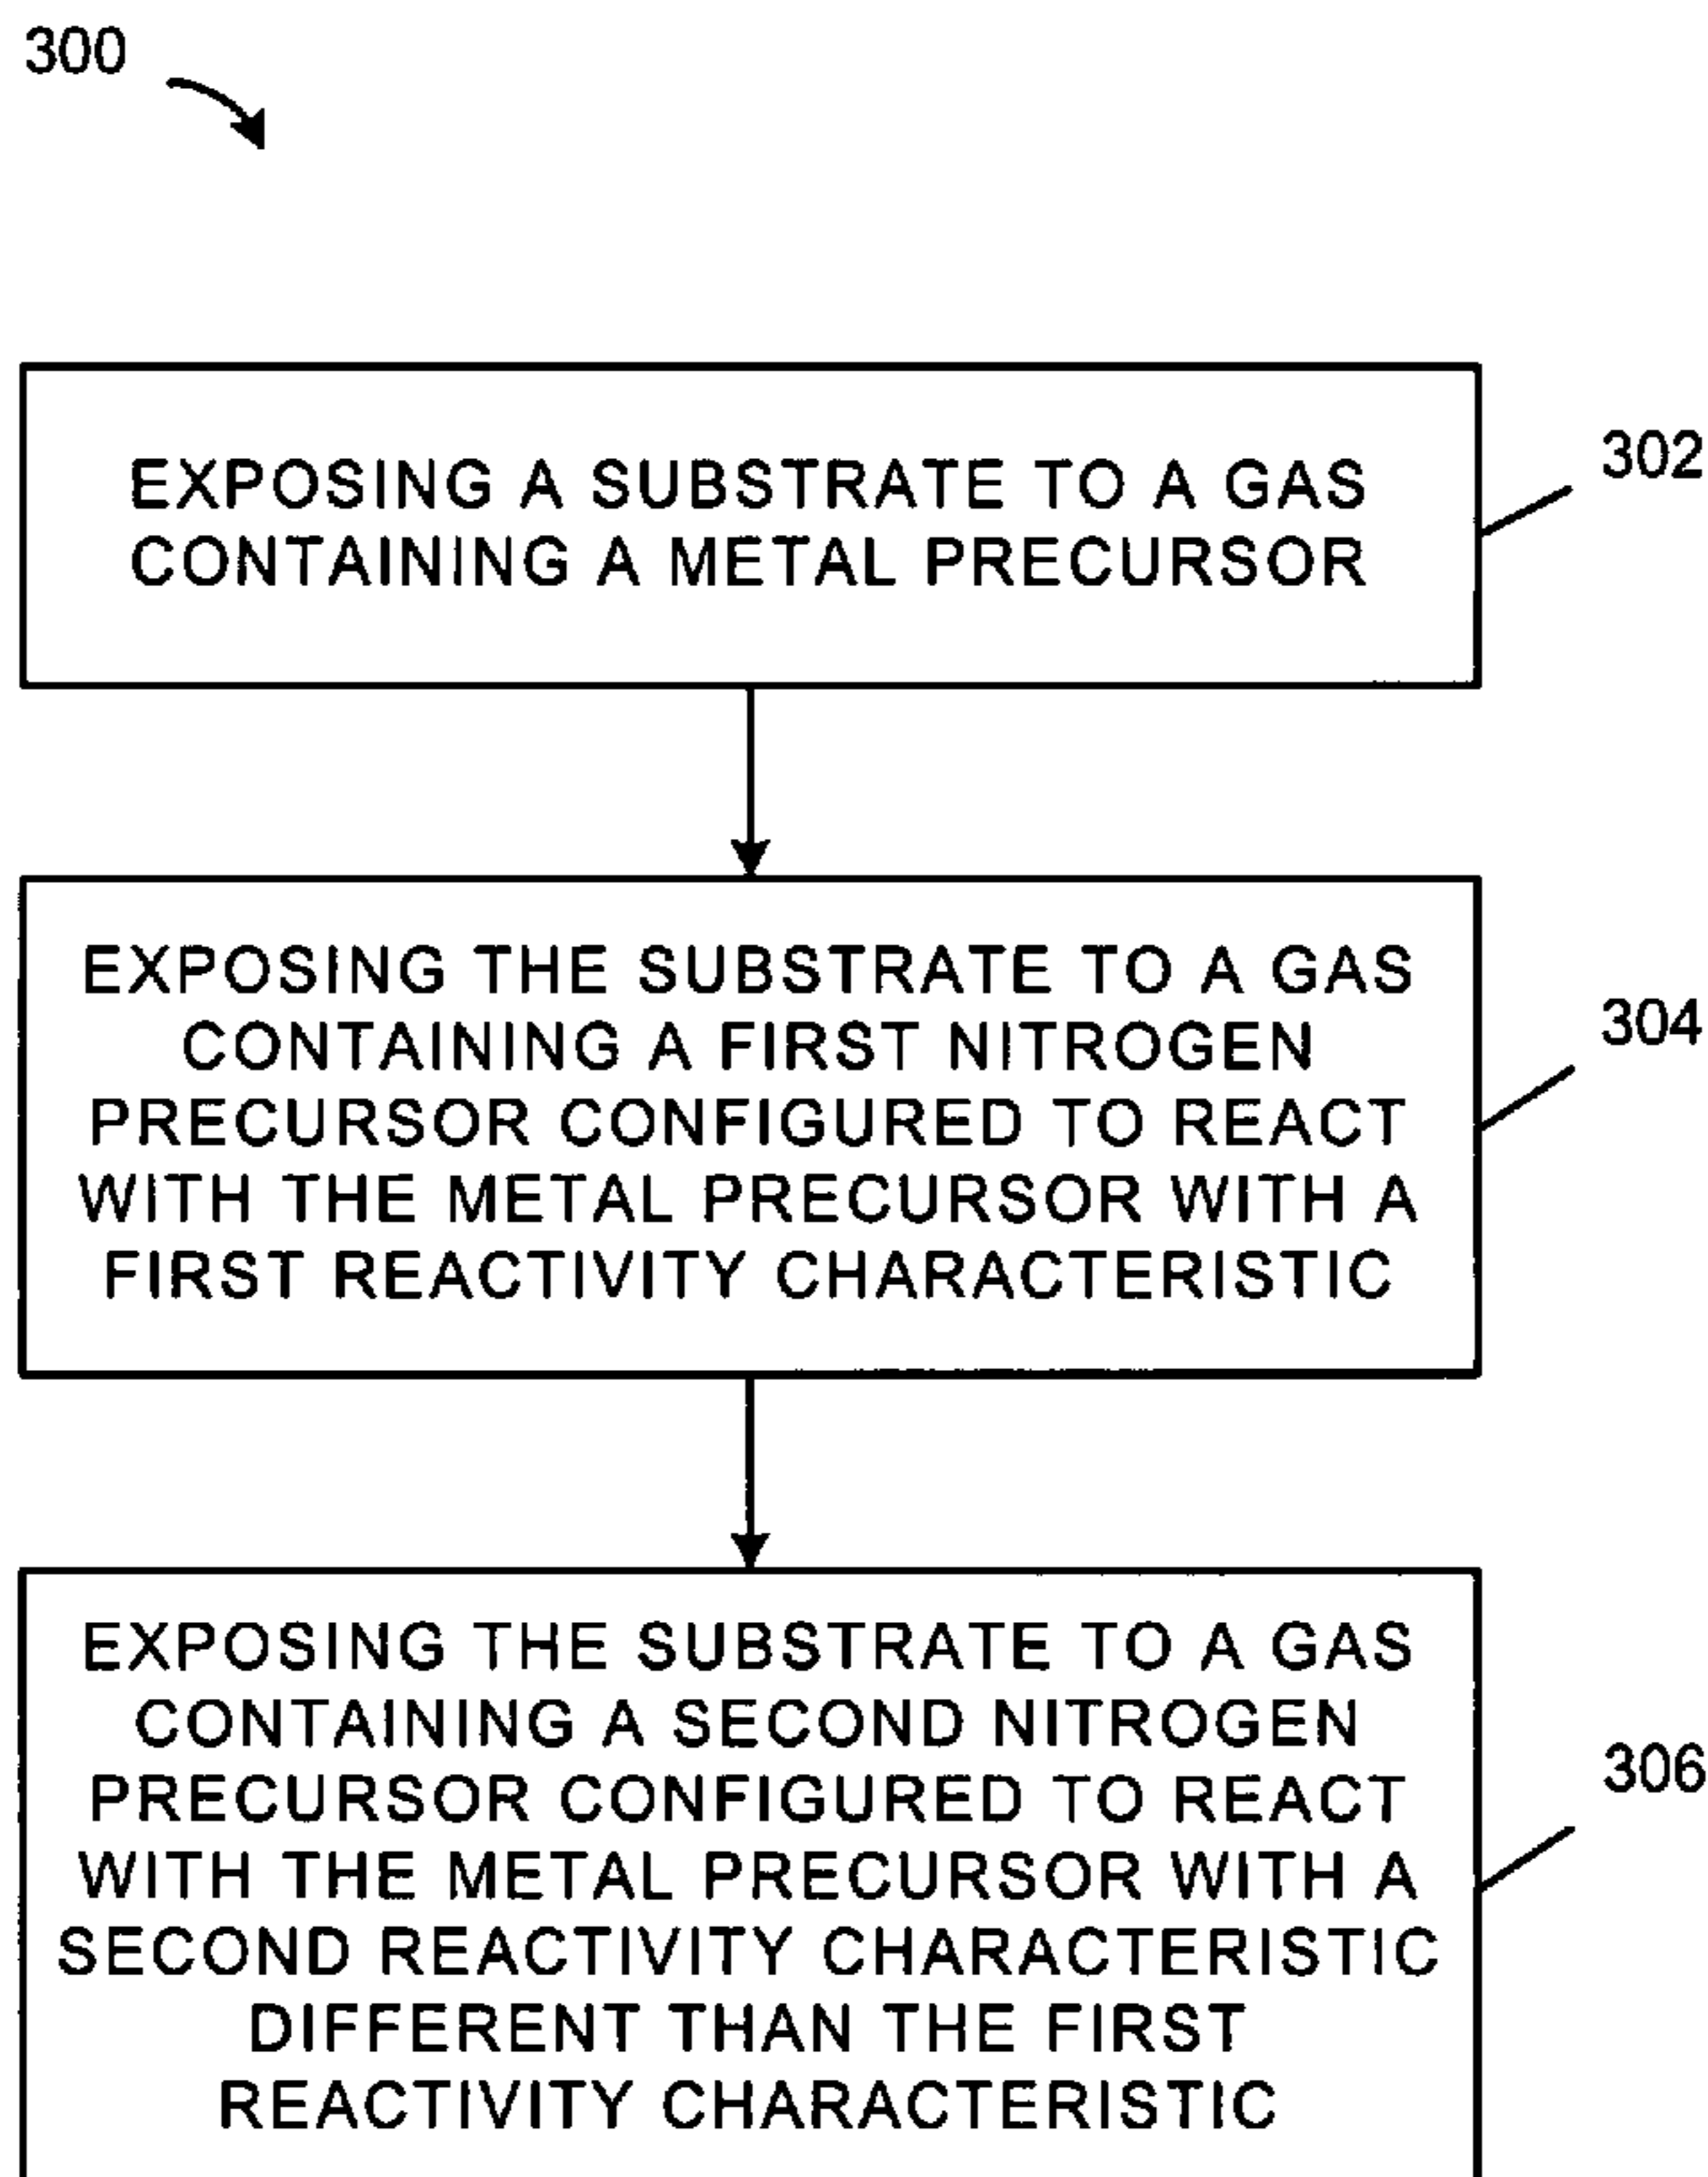 300
EXPOSING A SUBSTRATE TO A GAS
CONTAINING A METAL PRECURSOR
302
EXPOSING THE SUBSTRATE TO A GAS
CONTAINING A FIRST NITROGEN
PRECURSOR CONFIGURED TO REACT
WITH THE METAL PRECURSOR WITH A
FIRST REACTIVITY CHARACTERISTIC
304
EXPOSING THE SUBSTRATE TO A GAS
CONTAINING A SECOND NITROGEN
PRECURSOR CONFIGURED TO REACT
WITH THE METAL PRECURSOR WITH A
SECOND REACTIVITY CHARACTERISTIC
DIFFERENT THAN THE FIRST
REACTIVITY CHARACTERISTIC
306